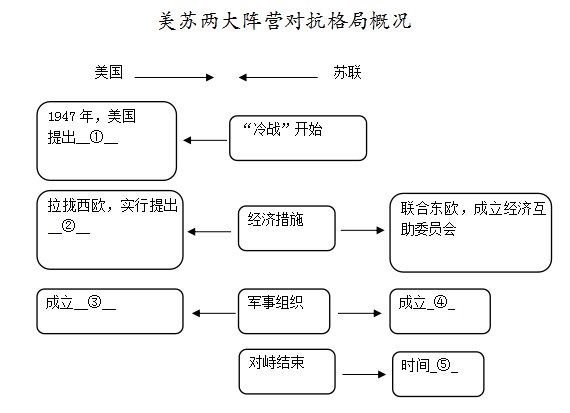 美苏两大阵营对抗格局概况
美国
苏联
1947 年，美国
提出__①__
“冷战”开始
拉拢西欧，实行提出
__②__
经济措施
联合东欧，成立经济互
助委员会
成立__③__
军事组织
成立_④_
对峙结束
时间_⑤_